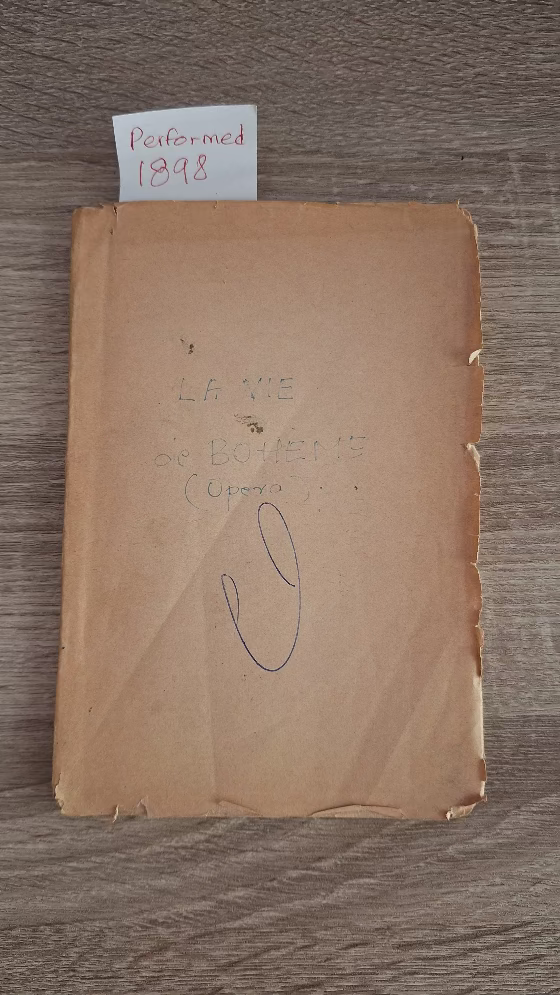 Performed
1898
LA VIE
de BOHEME
(Opera)